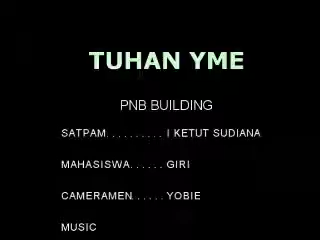 TUHAN YME
PNB BUILDING
SATPAM.......... I KETUT SUDIANA
MAHASISWA...... GIRI
CAMERAMEN...... YOBIE
MUSIC